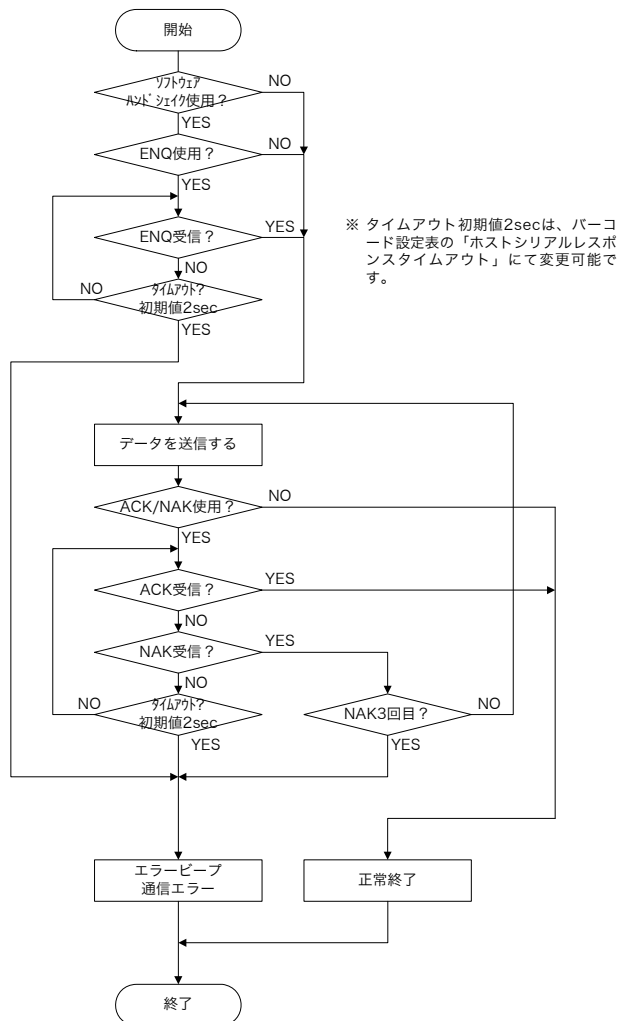 開始
ソフトウェア
ハンドシェイク使用？
NO
YES
ENQ使用？
NO
YES
ENQ受信？
YES
NO
タイムアウト?
初期値2sec
NO
YES
※ タイムアウト初期値2secは、バーコ
ード設定表の「ホストシリアルレスポ
ンスタイムアウト」にて変更可能で
す。
データを送信する
ACK/NAK使用？
NO
YES
ACK受信？
YES
NO
NAK受信？
YES
NO
タイムアウト?
初期値2sec
NO
YES
NAK3回目？
NO
YES
エラービープ
通信エラー
正常終了
終了